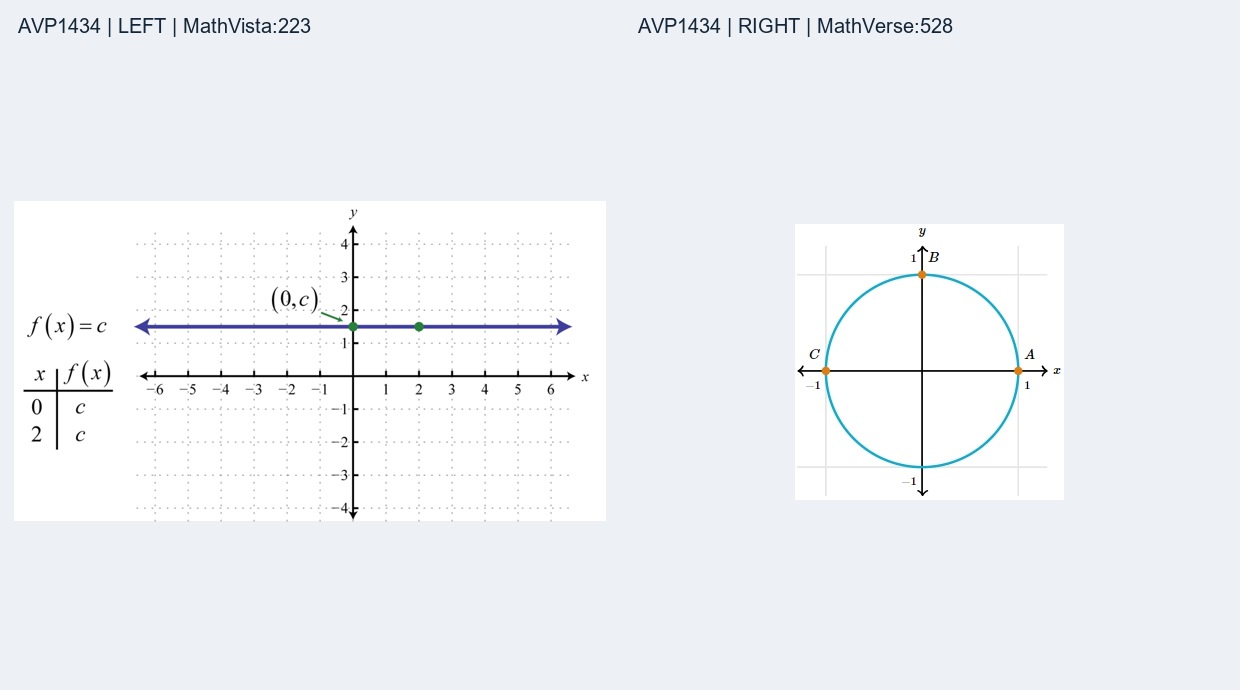 AVP1434 | LEFT | MathVista:223
AVP1434 | RIGHT | MathVerse:528
y
4
3
(0,c)
2
f(x)=c
1
x f(x)
0 c
2 c
−6 −5 −4 −3 −2 −1 1 2 3 4 5 6 x
−1
−2
−3
−4
y
1 B
C A
x
−1 1
−1